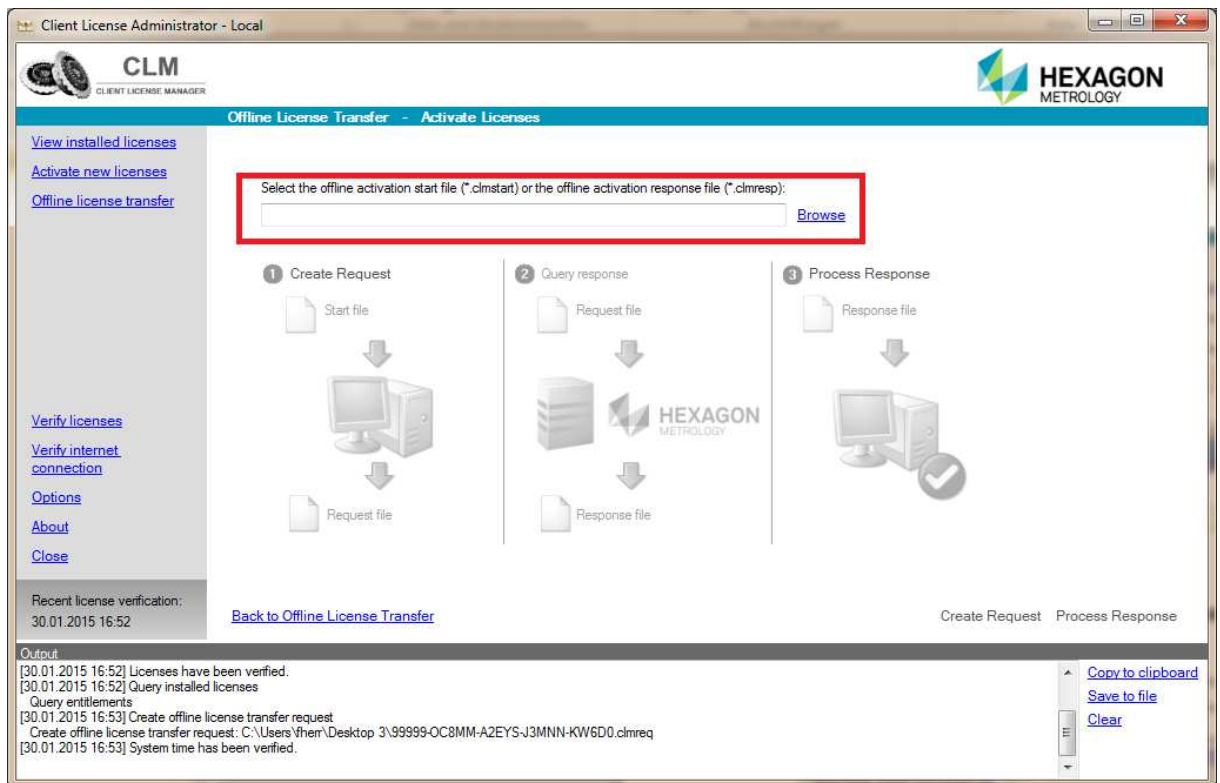 Client License Administrator - Local
CLM
CLIENT LICENSE MANAGER
HEXAGON
METROLOGY
Offline License Transfer - Activate Licenses
View installed licenses
Activate new licenses
Offline license transfer
Select the offline activation start file (*.clmstart) or the offline activation response file (*.clmresp):
Browse
1 Create Request
2 Query response
3 Process Response
Start file
Request file
Response file
HEXAGON
METROLOGY
Request file
Response file
Verify licenses
Verify internet
connection
Options
About
Close
Recent license verification:
30.01.2015 16:52
Back to Offline License Transfer
Create Request Process Response
Output
[30.01.2015 16:52] Licenses have been verified.
[30.01.2015 16:52] Query installed licenses
Query entitlements
[30.01.2015 16:53] Create offline license transfer request
Create offline license transfer request: C:\Users\fherr\Desktop 3\99999-OC8MM-A2EYS-J3MNN-KW6D0.clmreq
[30.01.2015 16:53] System time has been verified.
Copy to clipboard
Save to file
Clear